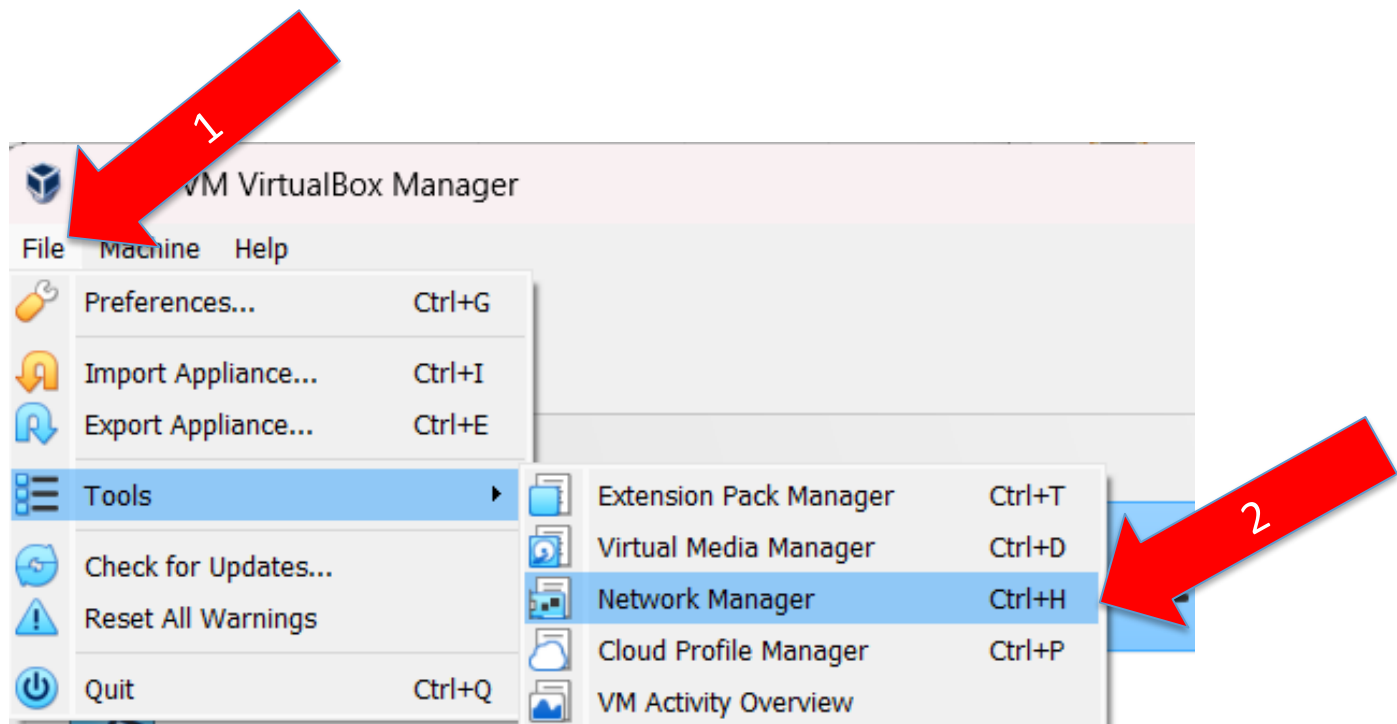 1
VM VirtualBox Manager
File Machine Help
Preferences... Ctrl+G
Import Appliance... Ctrl+I
Export Appliance... Ctrl+E
Tools
Extension Pack Manager Ctrl+T
2
Virtual Media Manager Ctrl+D
Check for Updates...
Network Manager Ctrl+H
Reset All Warnings
Cloud Profile Manager Ctrl+P
Quit Ctrl+Q
VM Activity Overview